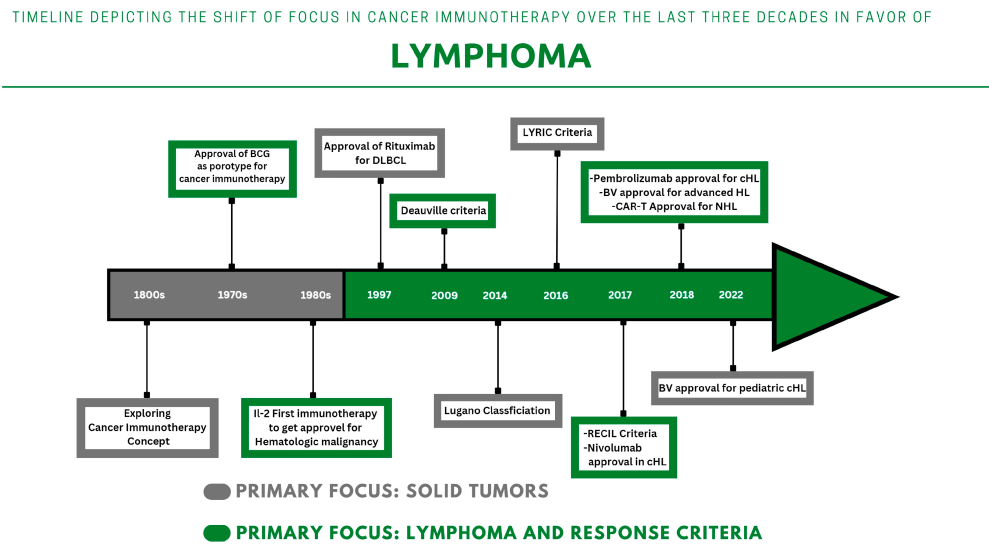 TIMELINE DEPICTING THE SHIFT OF FOCUS IN CANCER IMMUNOTHERAPY OVER THE LAST THREE DECADES IN FAVOR OF
LYMPHOMA
Approval of BCG
as porotype for
cancer immunotherapy
Approval of Rituximab
for DLBCL
Deauville criteria
LYRIC Criteria
-Pembrolizumab approval for cHL
-BV approval for advanced HL
-CAR-T Approval for NHL
1800s 1970s 1980s 1997 2009 2014 2016 2017 2018 2022
Exploring
Cancer Immunotherapy
Concept
Il-2 First immunotherapy
to get approvel for
Hematologic malignancy
Lugano Classficiation
-RECIL Criteria
-Nivolumab
approval in cHL
BV approval for pediatric cHL
PRIMARY FOCUS: SOLID TUMORS
PRIMARY FOCUS: LYMPHOMA AND RESPONSE CRITERIA